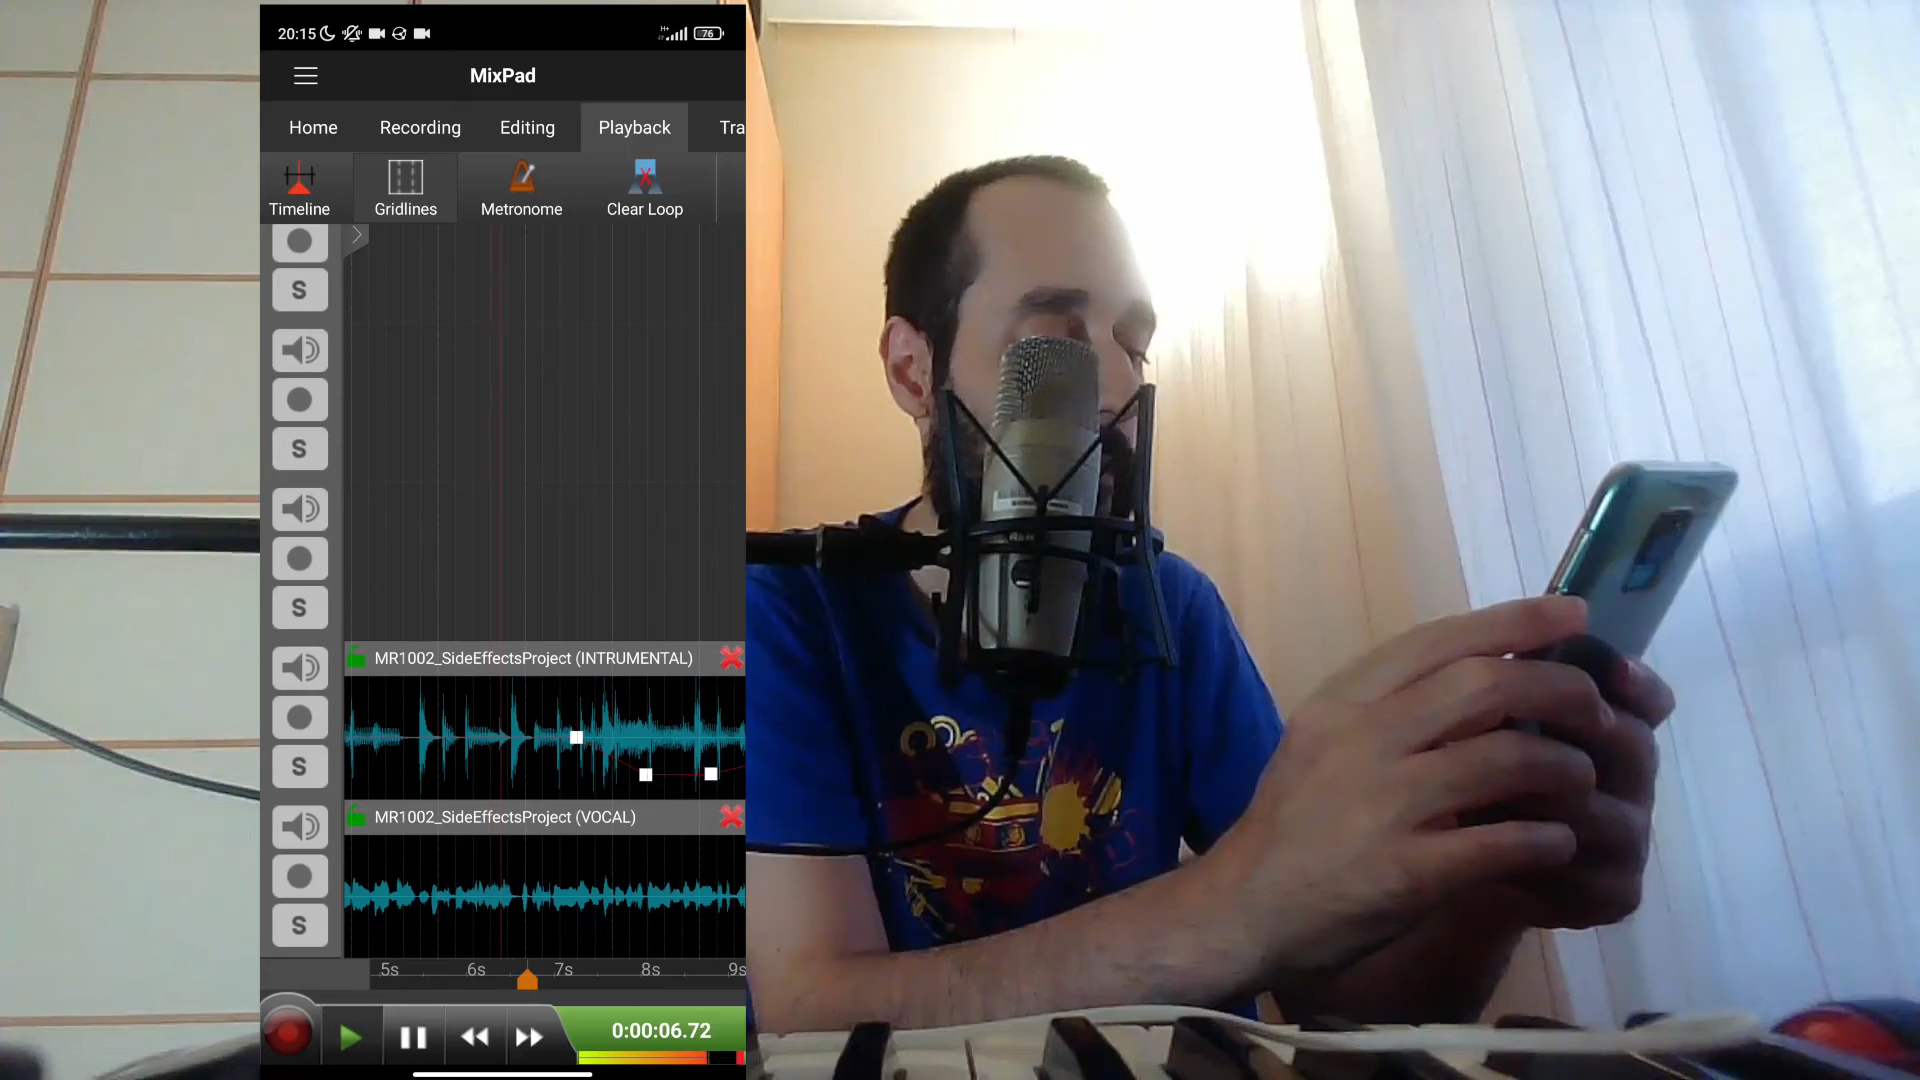 20:15
76
MixPad
Home Recording Editing Playback Tra
Timeline Gridlines Metronome Clear Loop
S
S
S
MR1002_SideEffectsProject (INTRUMENTAL)
S
MR1002_SideEffectsProject (VOCAL)
S
5s 6s 7s 8s 9s
0:00:06.72